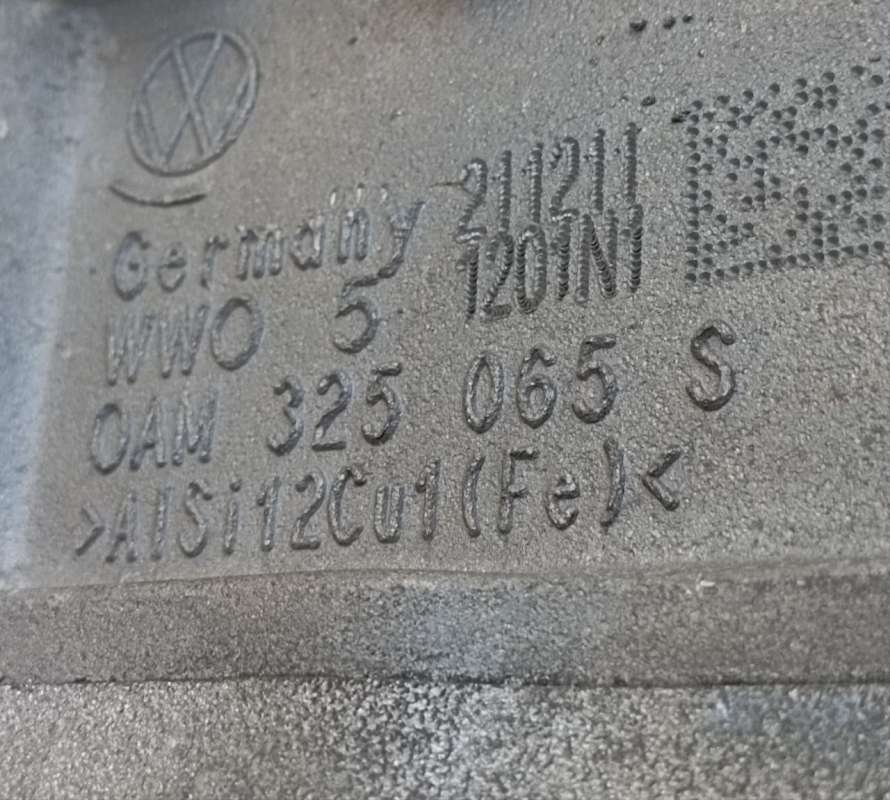 Germany
211211
1201N1
WWO 5
0AM 325 065 S
>AlSi12Cu1(Fe)<